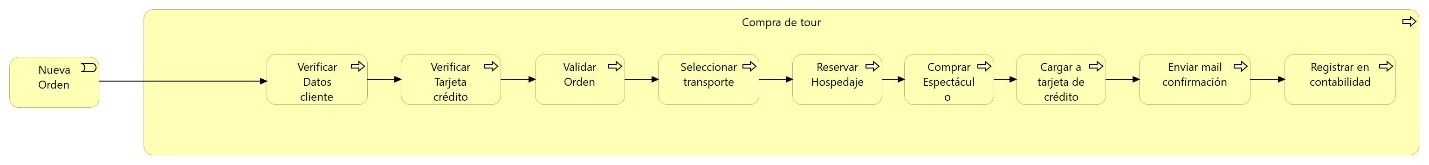 Compra de tour
Nueva
Orden
Verificar
Datos
cliente
Verificar
Tarjeta
crédito
Validar
Orden
Seleccionar
transporte
Reservar
Hospedaje
Comprar
Espectácul
o
Cargar a
tarjeta de
crédito
Enviar mail
confirmación
Registrar en
contabilidad